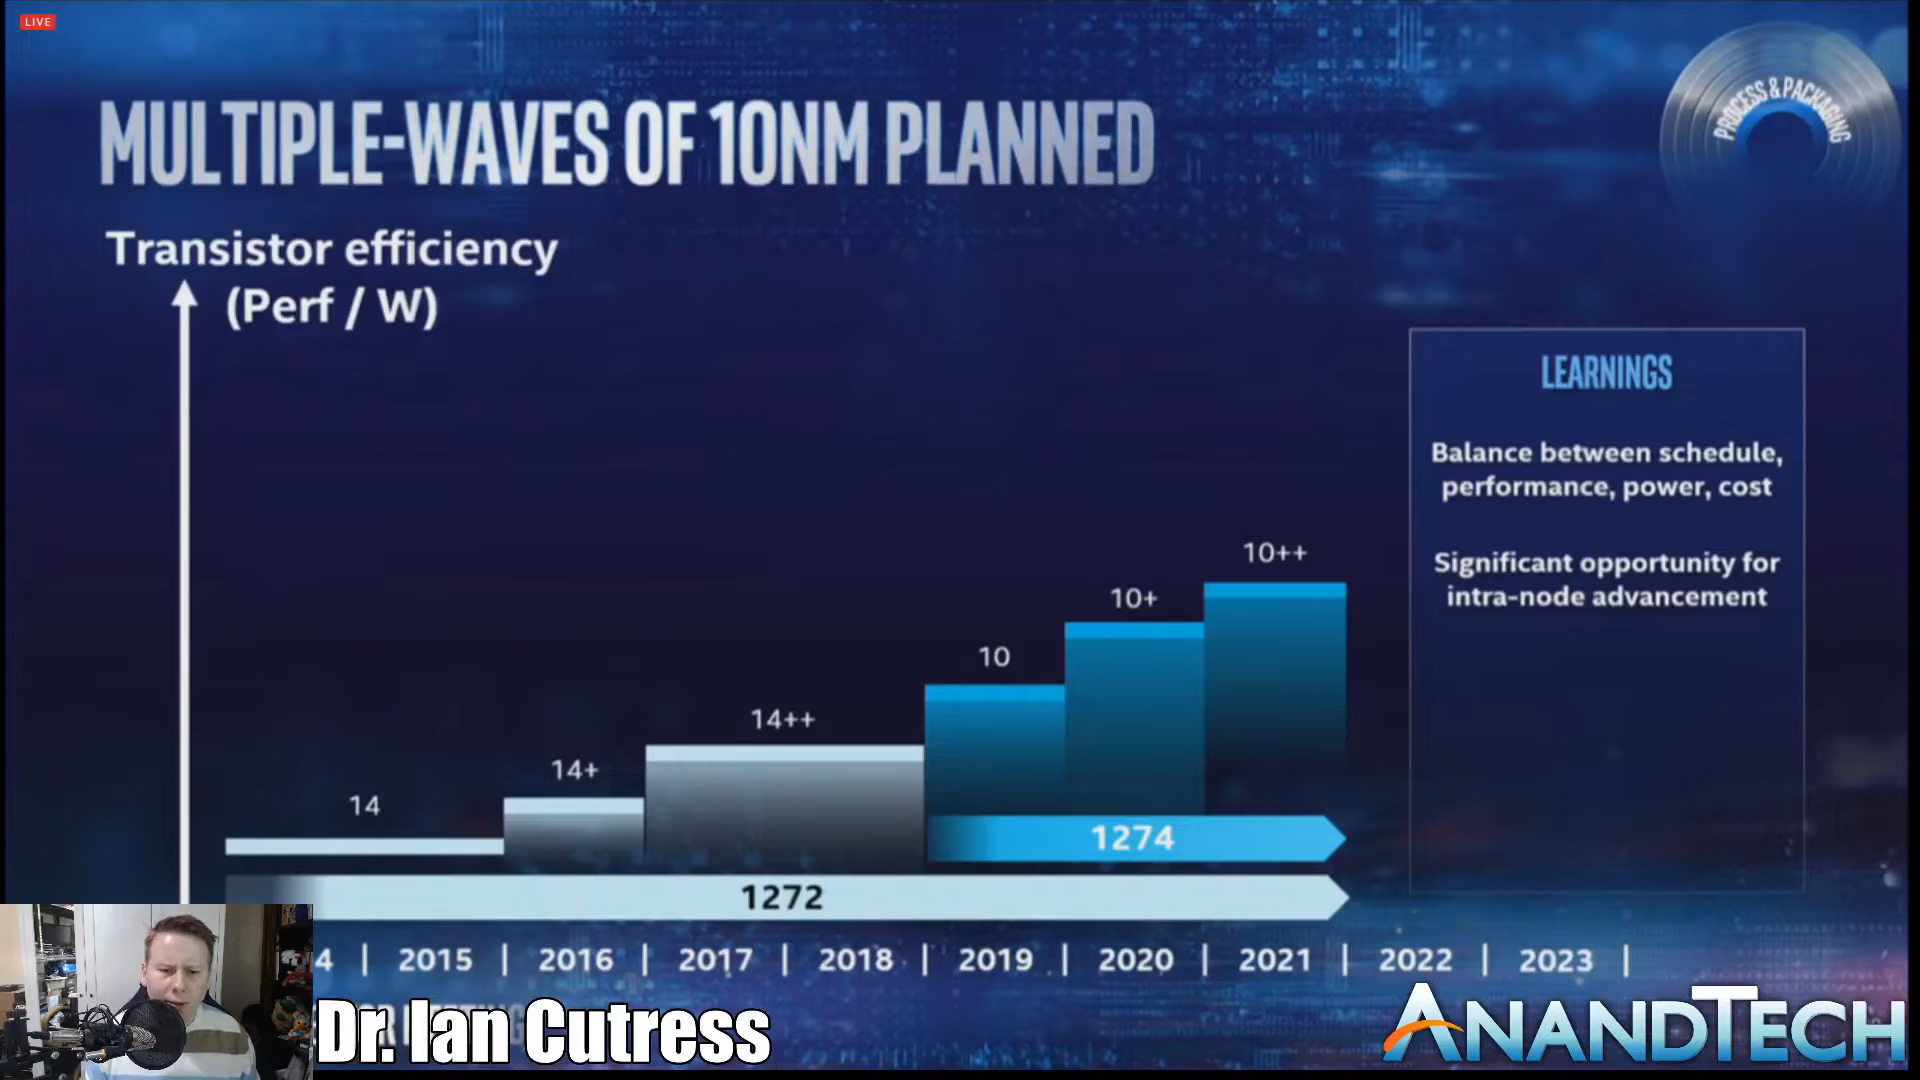 LIVE
MULTIPLE-WAVES OF 10NM PLANNED
PROCESS & PACKAGING
Transistor efficiency
(Perf / W)
LEARNINGS
Balance between schedule,
performance, power, cost
Significant opportunity for
intra-node advancement
10++
10+
10
14++
14+
14
1274
1272
4 | 2015 | 2016 | 2017 | 2018 | 2019 | 2020 | 2021 | 2022 | 2023 |
Dr. Ian Cutress
ANANDTECH